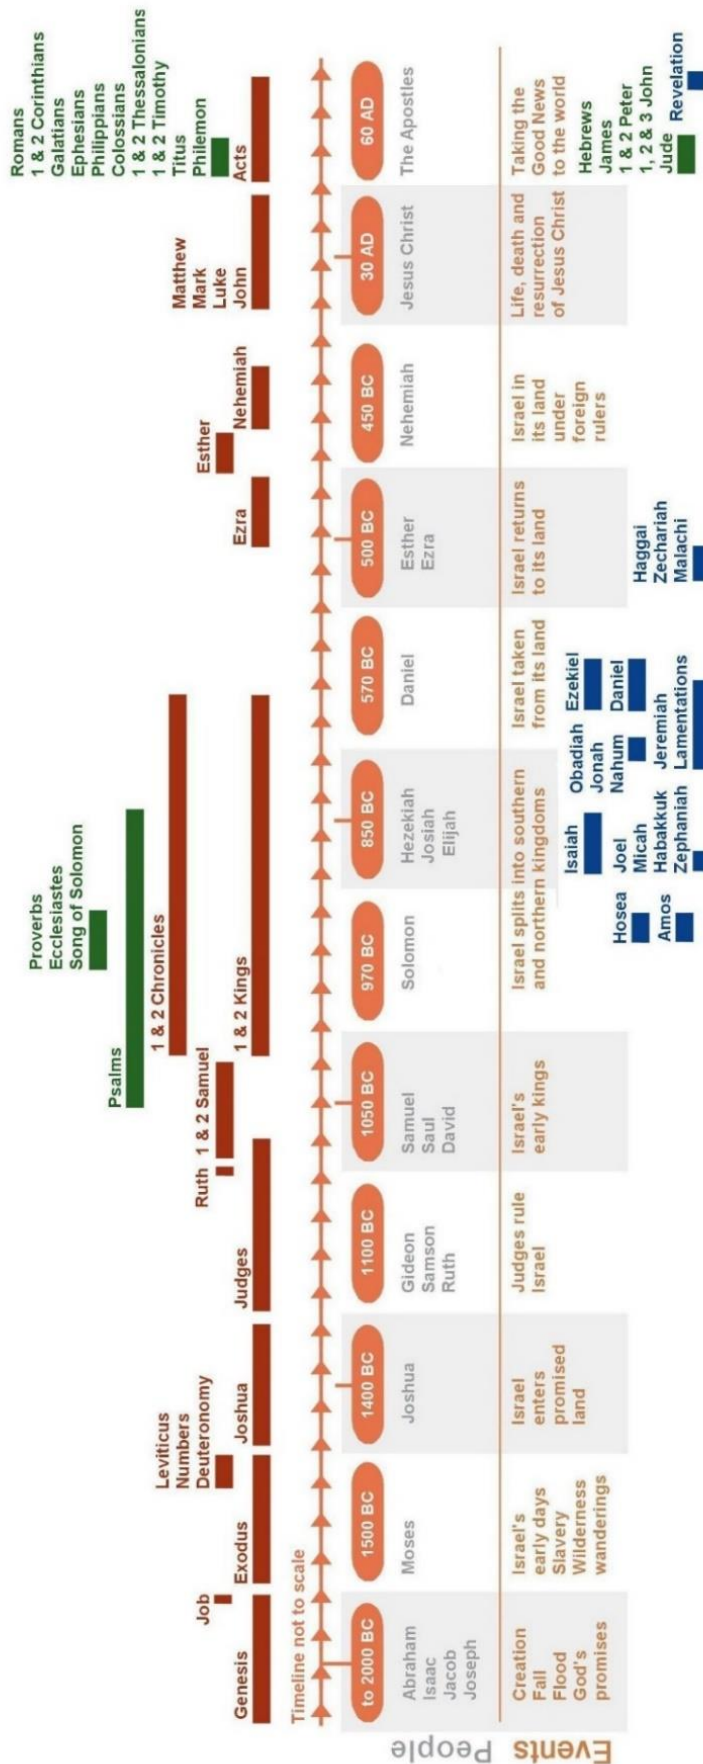 Romans
1 & 2 Corinthians
Galatians
Ephesians
Philippians
Colossians
1 & 2 Thessalonians
1 & 2 Timothy
Titus
Philemon
Proverbs
Ecclesiastes
Song of Solomon
Psalms
1 & 2 Chronicles
Matthew
Mark
Luke
John
Leviticus
Numbers
Deuteronomy
Job
Ruth
1 & 2 Samuel
Esther
Genesis
Exodus
Joshua
Judges
1 & 2 Kings
Ezra
Nehemiah
Acts
Timeline not to scale
to 2000 BC
1500 BC
1400 BC
1100 BC
1050 BC
970 BC
850 BC
570 BC
500 BC
450 BC
30 AD
60 AD
People
Abraham
Isaac
Jacob
Joseph
Moses
Joshua
Gideon
Samson
Ruth
Samuel
Saul
David
Solomon
Hezekiah
Josiah
Elijah
Daniel
Esther
Ezra
Nehemiah
Jesus Christ
The Apostles
Events
Creation
Fall
Flood
God's
promises
Israel's
early days
Slavery
Wilderness
wanderings
Israel
enters
promised
land
Judges rule
Israel
Israel's
early kings
Israel splits into southern
and northern kingdoms
Israel taken
from its land
Israel returns
to its land
Israel in
its land
under
foreign
rulers
Life, death and
resurrection
of Jesus Christ
Taking the
Good News
to the world
Hosea
Amos
Isaiah
Joel
Micah
Habakkuk
Zephaniah
Obadiah
Jonah
Nahum
Ezekiel
Daniel
Jeremiah
Lamentations
Haggai
Zechariah
Malachi
Hebrews
James
1 & 2 Peter
1, 2 & 3 John
Jude
Revelation